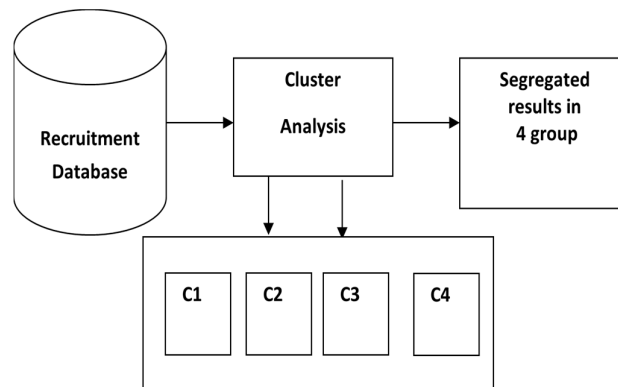 Recruitment
Database
Cluster
Analysis
Segregated
results in
4 group
C1
C2
C3
C4